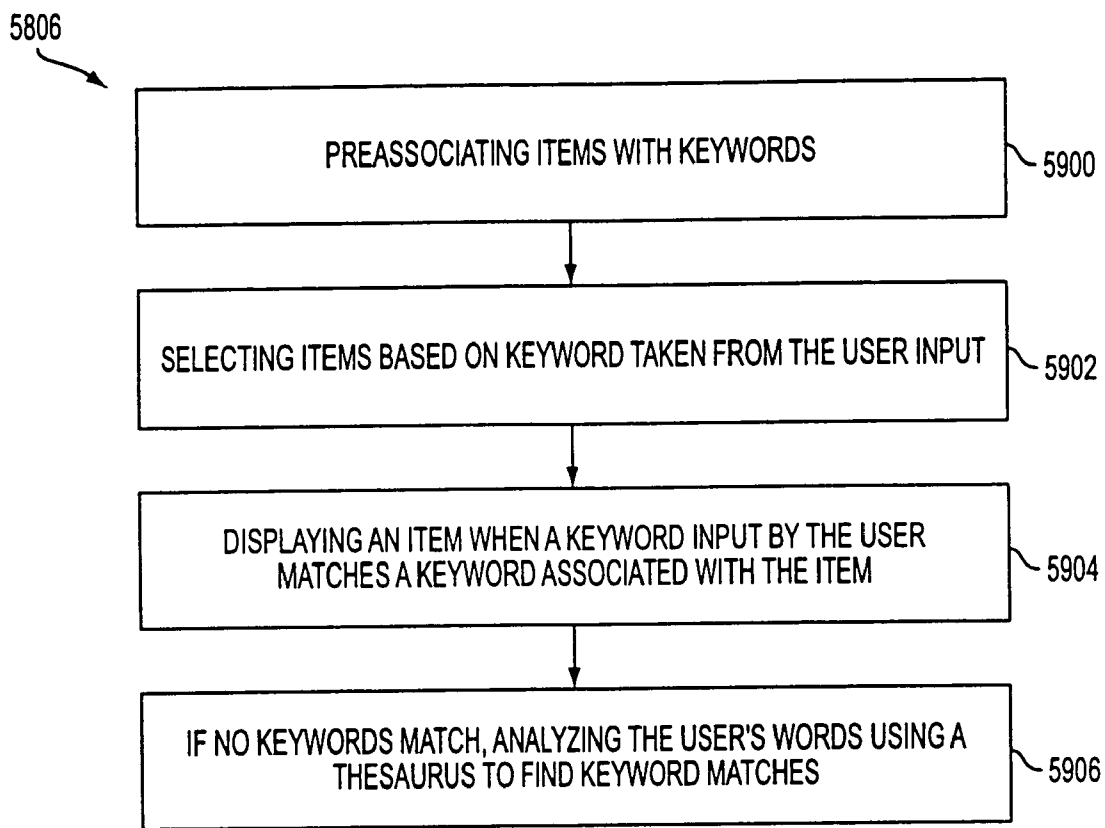 5806
PREASSOCIATING ITEMS WITH KEYWORDS
5900
SELECTING ITEMS BASED ON KEYWORD TAKEN FROM THE USER INPUT
5902
DISPLAYING AN ITEM WHEN A KEYWORD INPUT BY THE USER
MATCHES A KEYWORD ASSOCIATED WITH THE ITEM
5904
IF NO KEYWORDS MATCH, ANALYZING THE USER'S WORDS USING A
THESAURUS TO FIND KEYWORD MATCHES
5906